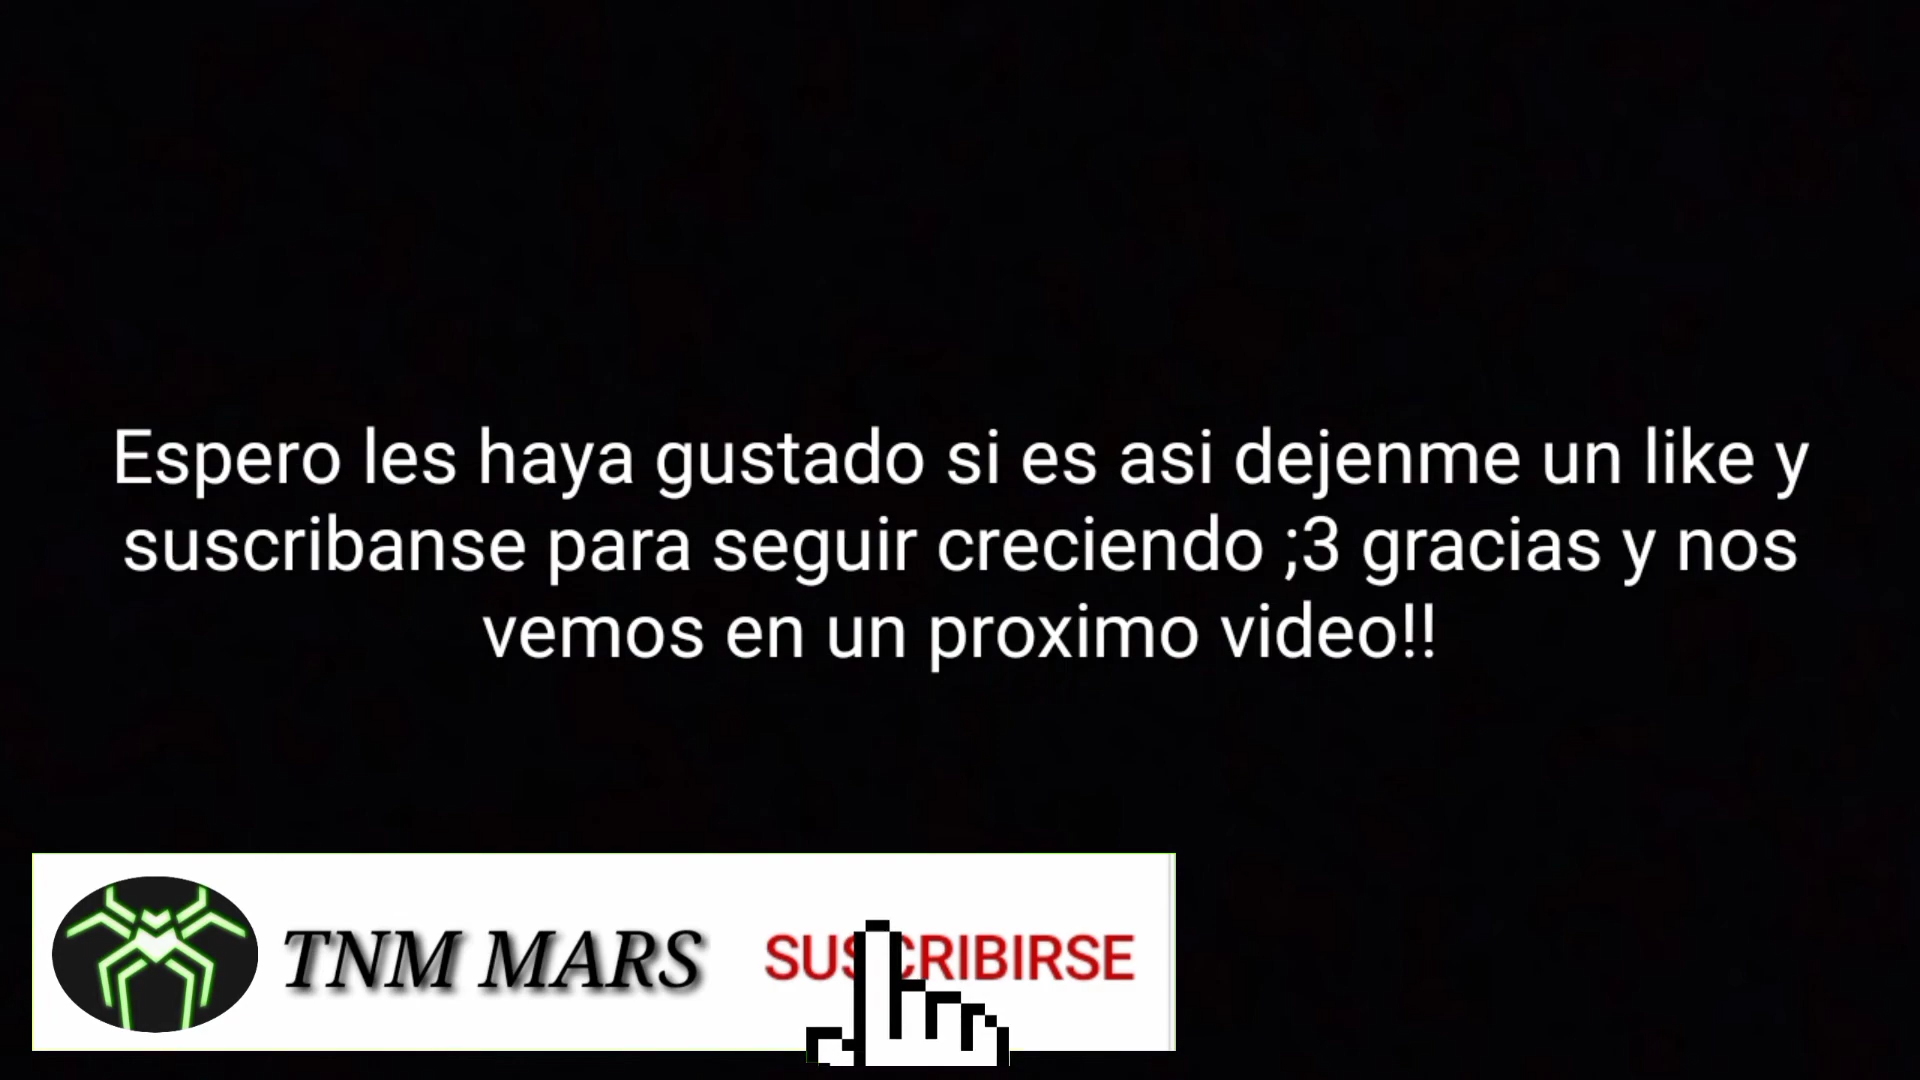 Espero les haya gustado si es asi dejenme un like y
suscribanse para seguir creciendo ;3 gracias y nos
vemos en un proximo video!!
TNM MARS
SUSCRIBIRSE